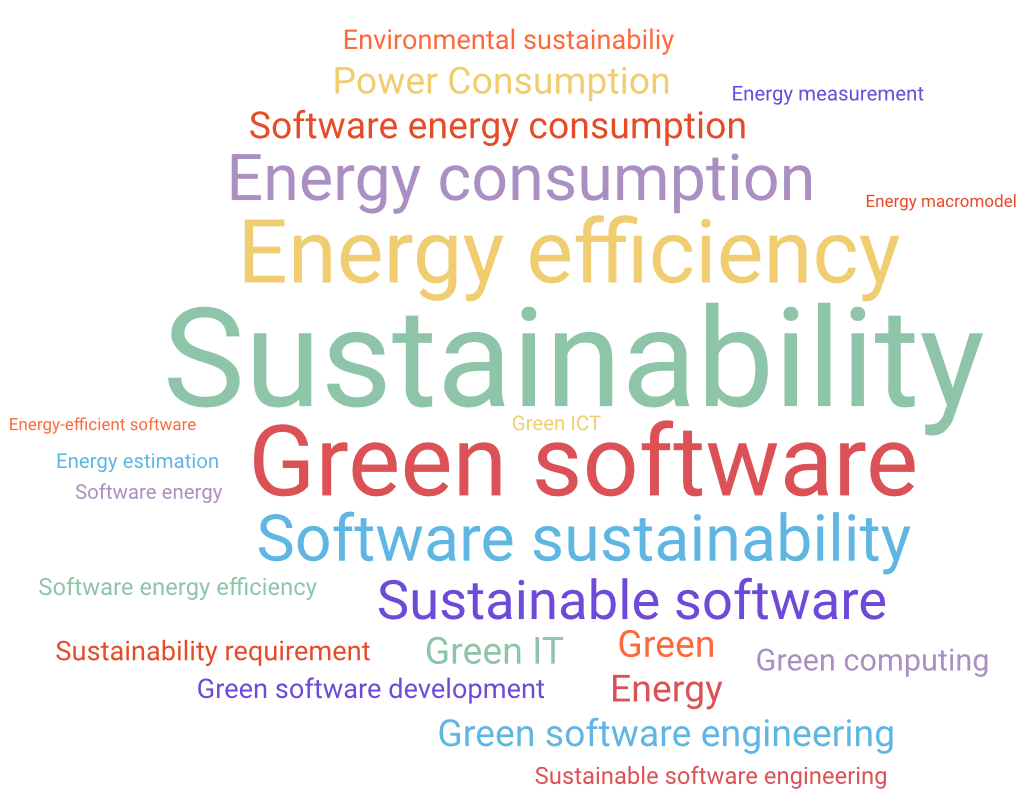 Environmental sustainabiliy
Power Consumption
Energy measurement
Software energy consumption
Energy consumption
Energy macromodel
Energy efficiency
Sustainability
Energy-efficient software
Green ICT
Green software
Energy estimation
Software energy
Software sustainability
Software energy efficiency
Sustainable software
Sustainability requirement
Green IT
Green
Green computing
Green software development
Energy
Green software engineering
Sustainable software engineering